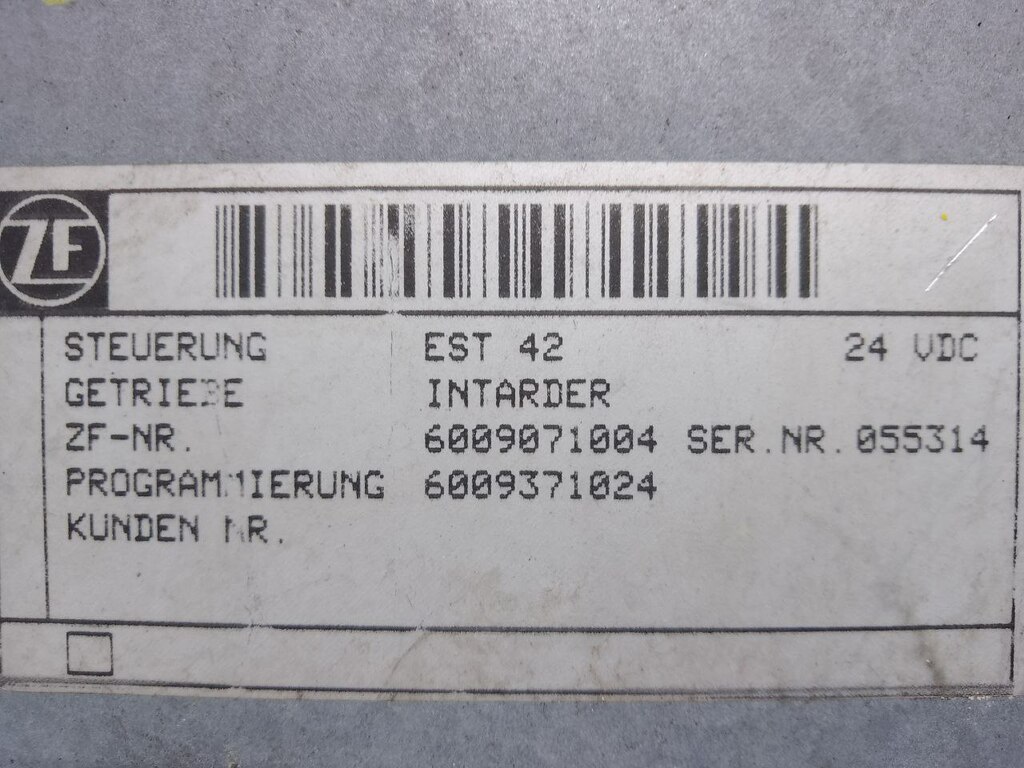 ZF
STEUERUNG EST 42 24 VDC
GETRIEBE INTARDER
ZF-NR. 6009071004 SER.NR.055314
PROGRAMMIERUNG 6009371024
KUNDEN NR.